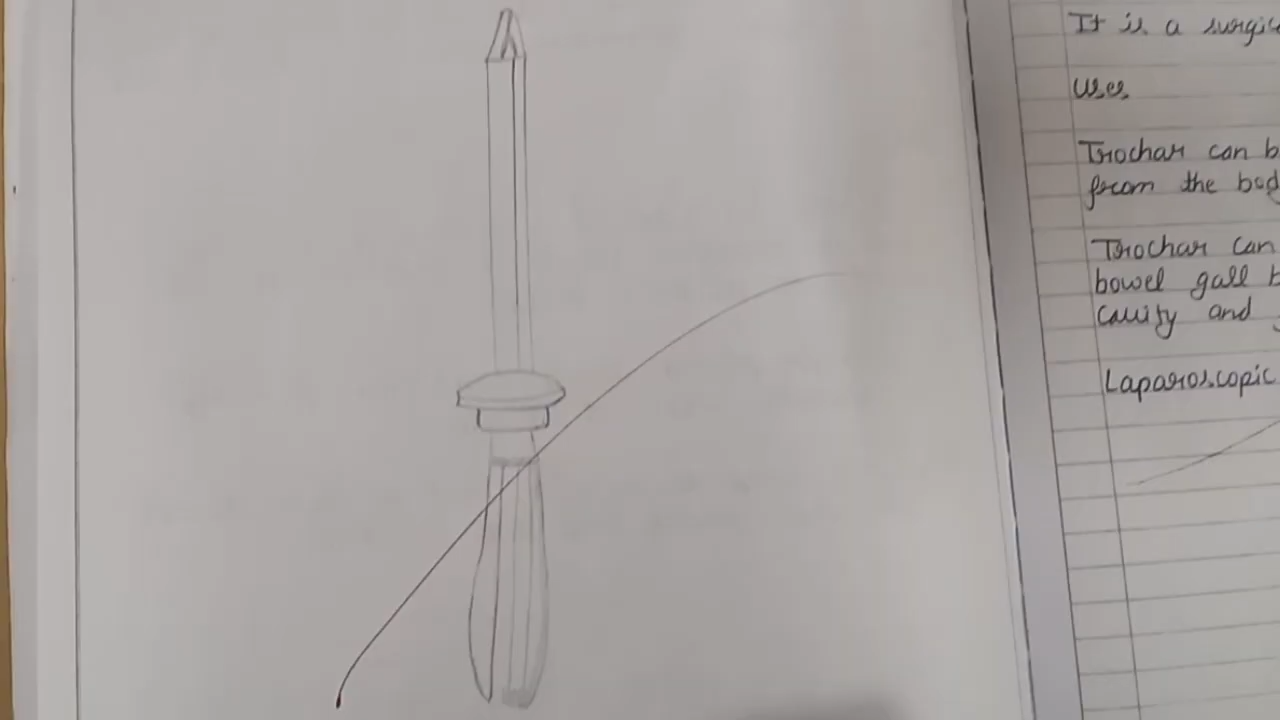 It is a surgic
Uses
Trochar can b
from the bod
Trochar can
bowel gall b
cavity and
Laparoscopic